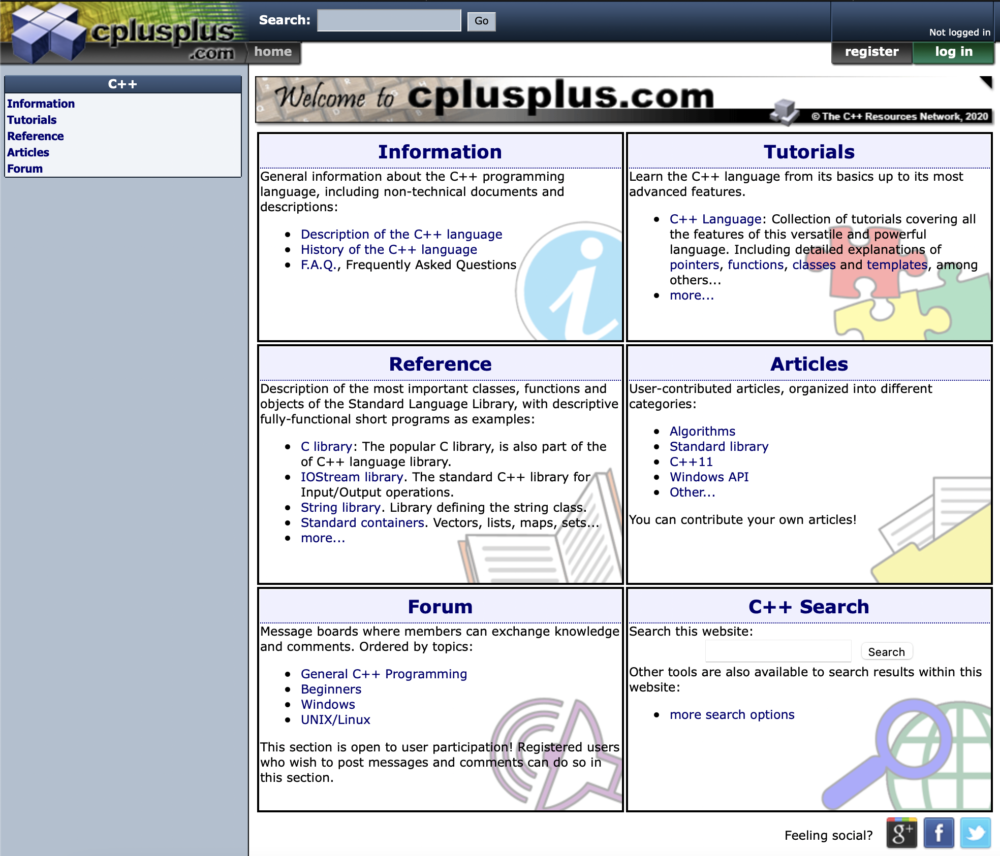 cplusplus
.com
Search:
Go
Not logged in
home
register
log in
C++
Information
Tutorials
Reference
Articles
Forum
Welcome to cplusplus.com
© The C++ Resources Network, 2020
Information
General information about the C++ programming
language, including non-technical documents and
descriptions:
Description of the C++ language
History of the C++ language
F.A.Q., Frequently Asked Questions
Tutorials
Learn the C++ language from its basics up to its most
advanced features.
C++ Language: Collection of tutorials covering all
the features of this versatile and powerful
language. Including detailed explanations of
pointers, functions, classes and templates, among
others...
more...
Reference
Description of the most important classes, functions and
objects of the Standard Language Library, with descriptive
fully-functional short programs as examples:
C library: The popular C library, is also part of the
of C++ language library.
IOStream library. The standard C++ library for
Input/Output operations.
String library. Library defining the string class.
Standard containers. Vectors, lists, maps, sets...
more...
Articles
User-contributed articles, organized into different
categories:
Algorithms
Standard library
C++11
Windows API
Other...
You can contribute your own articles!
Forum
Message boards where members can exchange knowledge
and comments. Ordered by topics:
General C++ Programming
Beginners
Windows
UNIX/Linux
This section is open to user participation! Registered users
who wish to post messages and comments can do so in
this section.
C++ Search
Search this website:
Search
Other tools are also available to search results within this
website:
more search options
Feeling social?
g+
f